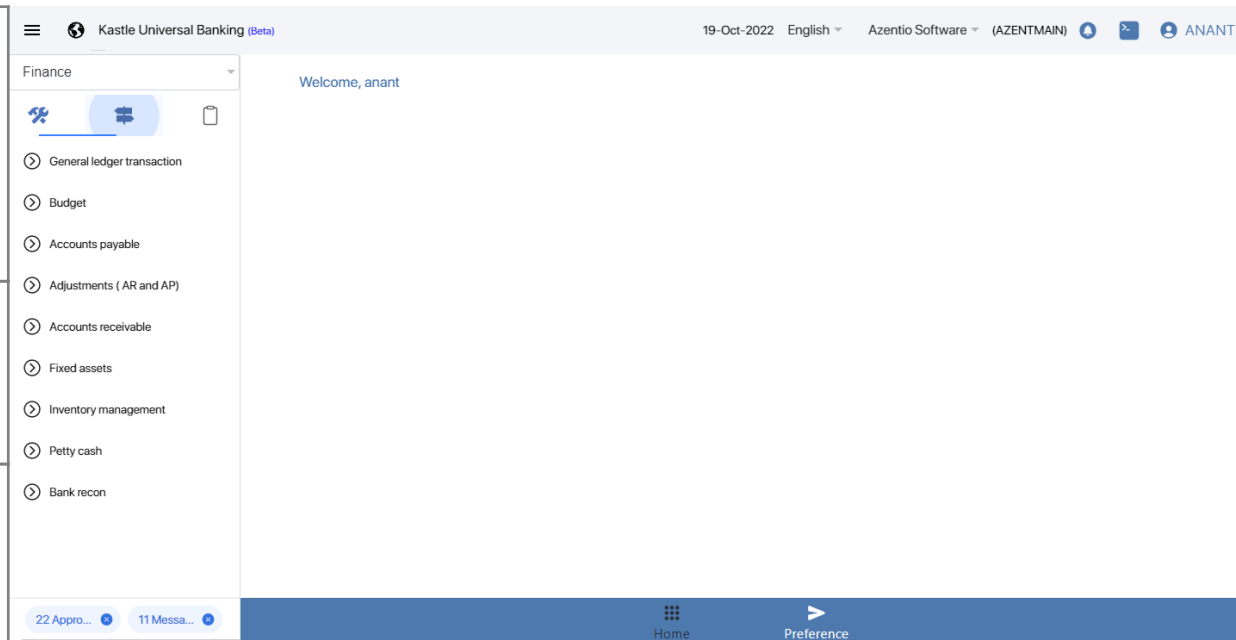 Kastle Universal Banking (Beta) 19-Oct-2022 English Azentio Software (AZENTMAIN) ANANT
Finance
Welcome, anant
General ledger transaction
Budget
Accounts payable
Adjustments ( AR and AP)
Accounts receivable
Fixed assets
Inventory management
Petty cash
Bank recon
22 Appro... 11 Messa...
Home Preference